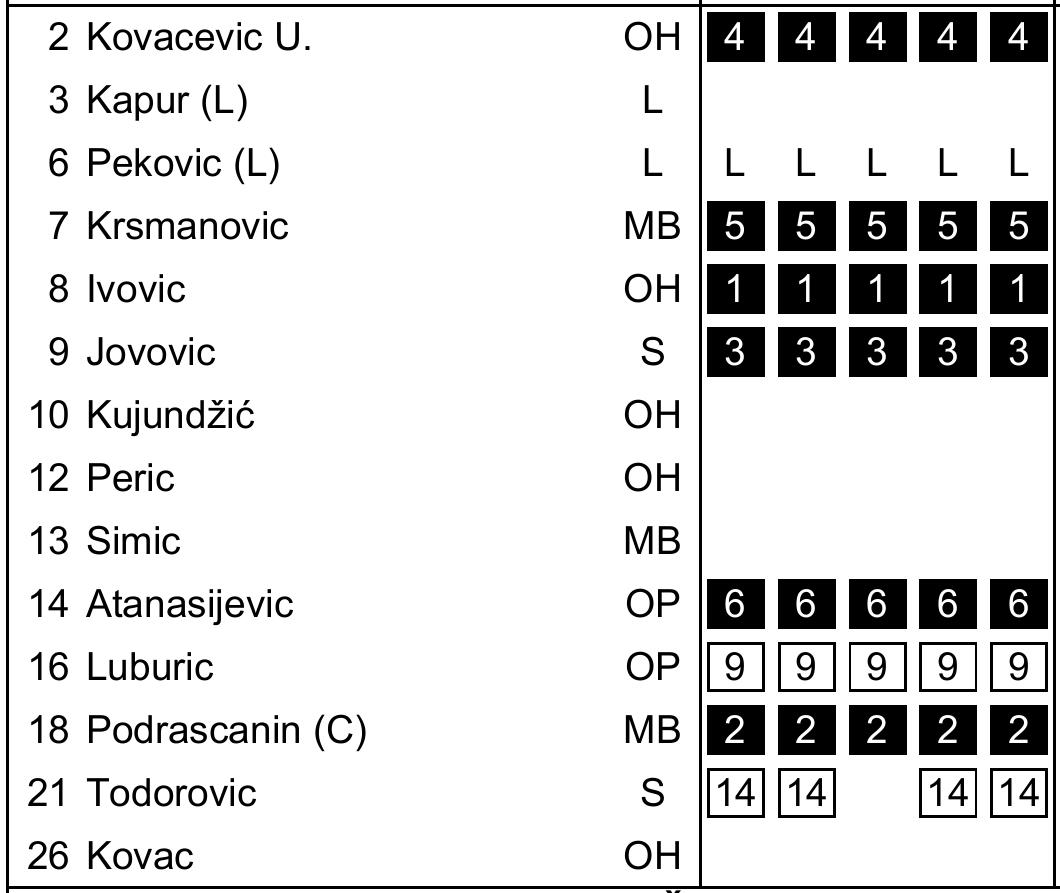 2 Kovacevic U. OH 4 4 4 4 4
3 Kapur (L) L
6 Pekovic (L) L L L L L L
7 Krsmanovic MB 5 5 5 5 5
8 Ivovic OH 1 1 1 1 1
9 Jovovic S 3 3 3 3 3
10 Kujundžić OH
12 Peric OH
13 Simic MB
14 Atanasijevic OP 6 6 6 6 6
16 Luburic OP 9 9 9 9 9
18 Podrascanin (C) MB 2 2 2 2 2
21 Todorovic S 14 14 14 14
26 Kovac OH